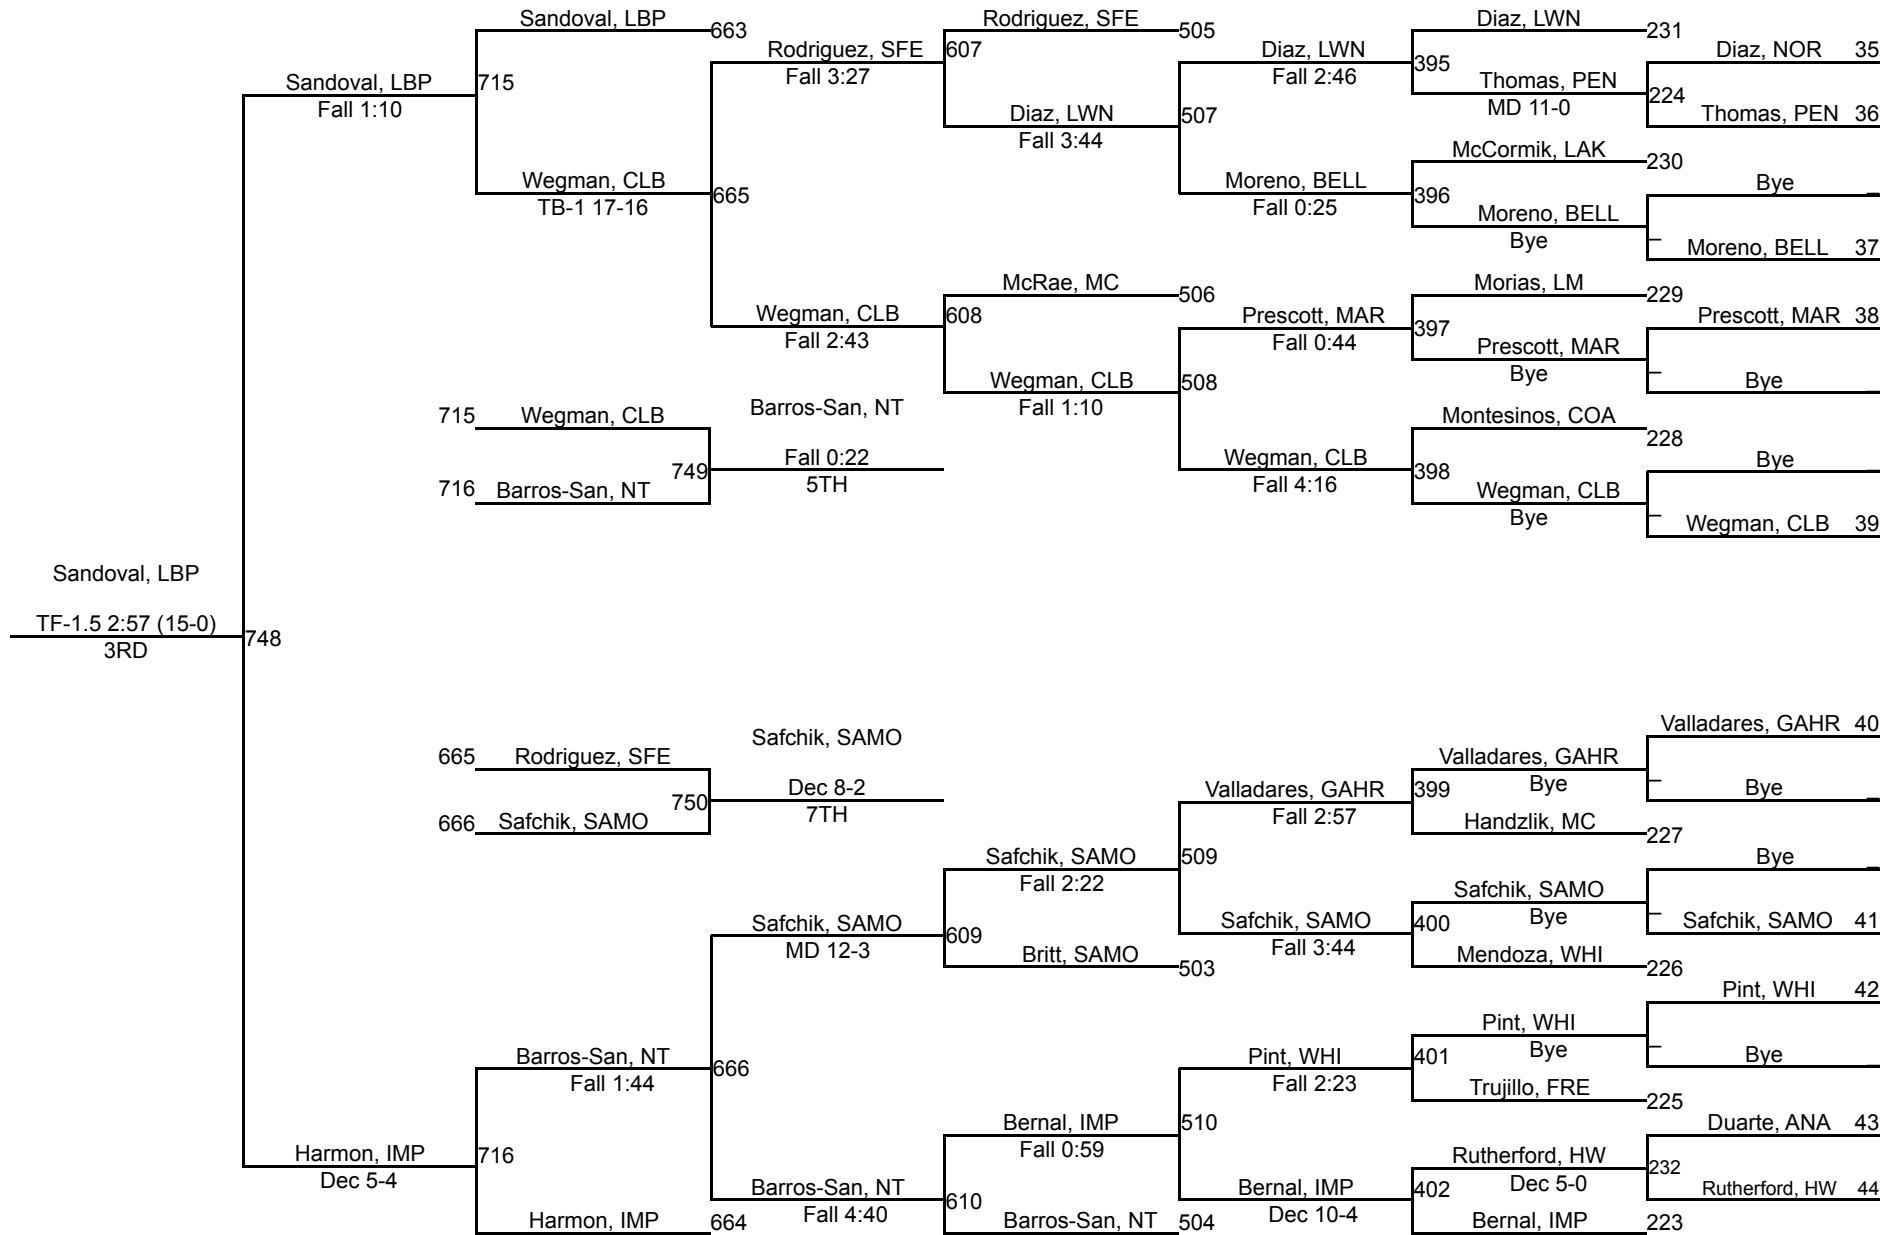 Sandoval, LBP
663
Rodriguez, SFE
505
Diaz, LWN
231
Rodriguez, SFE
Fall 3:27
607
Diaz, LWN
Fall 2:46
395
Diaz, NOR 35
Sandoval, LBP
Fall 1:10
715
Thomas, PEN
MD 11-0
224
Diaz, LWN
Fall 3:44
507
Thomas, PEN 36
McCormik, LAK
230
Wegman, CLB
TB-1 17-16
665
Moreno, BELL
Fall 0:25
396
Bye
Moreno, BELL
Bye
Moreno, BELL 37
McRae, MC
506
Morias, LM
229
Wegman, CLB
Fall 2:43
608
Prescott, MAR
Fall 0:44
397
Prescott, MAR 38
Prescott, MAR
Bye
Wegman, CLB
Fall 1:10
508
Bye
Barros-San, NT
715 Wegman, CLB
Montesinos, COA
228
749
Fall 0:22
5TH
Wegman, CLB
Fall 4:16
398
Bye
716 Barros-San, NT
Wegman, CLB
Bye
Wegman, CLB 39
Sandoval, LBP
TF-1.5 2:57 (15-0)
3RD
748
Valladares, GAHR 40
Safchik, SAMO
665 Rodriguez, SFE
Valladares, GAHR
Bye
750
Dec 8-2
7TH
Valladares, GAHR
Fall 2:57
399
Bye
666 Safchik, SAMO
Handzlik, MC
227
Safchik, SAMO
Fall 2:22
509
Bye
Safchik, SAMO
Bye
Safchik, SAMO
MD 12-3
609
Safchik, SAMO
Fall 3:44
400
Safchik, SAMO 41
Britt, SAMO
503
Mendoza, WHI
226
Pint, WHI 42
Pint, WHI
Bye
Barros-San, NT
Fall 1:44
666
Pint, WHI
Fall 2:23
401
Bye
Trujillo, FRE
225
Bernal, IMP
Fall 0:59
510
Duarte, ANA 43
Harmon, IMP
Dec 5-4
716
Rutherford, HW
Dec 5-0
232
Barros-San, NT
Fall 4:40
610
Bernal, IMP
Dec 10-4
402
Rutherford, HW 44
Harmon, IMP
664
Barros-San, NT
504
Bernal, IMP
223